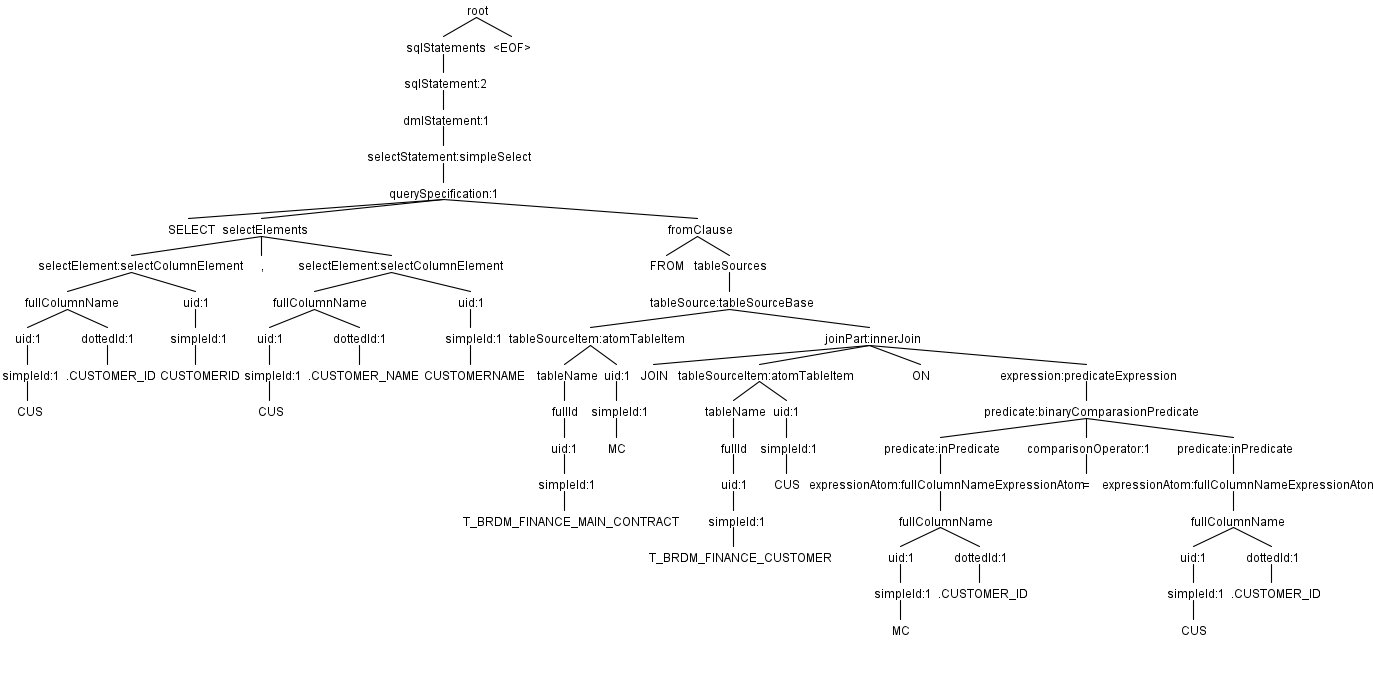 root
sqlStatements <EOF>
sqlStatement:2
dmlStatement:1
selectStatement:simpleSelect
querySpecification:1
SELECT selectElements fromClause
selectElement:selectColumnElement , selectElement:selectColumnElement FROM tableSources
fullColumnName uid:1 fullColumnName uid:1 tableSource:tableSourceBase
uid:1 dottedId:1 simpleId:1 uid:1 dottedId:1 simpleId:1 tableSourceItem:atomTableItem joinPart:innerJoin
simpleId:1 .CUSTOMER_ID CUSTOMERID simpleId:1 .CUSTOMER_NAME CUSTOMERNAME tableName uid:1 JOIN tableSourceItem:atomTableItem ON expression:predicateExpression
CUS CUS fullId simpleId:1 tableName uid:1 predicate:binaryComparasionPredicate
uid:1 MC fullId simpleId:1 predicate:inPredicate comparisonOperator:1 predicate:inPredicate
simpleId:1 uid:1 CUS expressionAtom:fullColumnNameExpressionAtom = expressionAtom:fullColumnNameExpressionAtom
T_BRDM_FINANCE_MAIN_CONTRACT simpleId:1 fullColumnName fullColumnName
T_BRDM_FINANCE_CUSTOMER uid:1 dottedId:1 uid:1 dottedId:1
simpleId:1 .CUSTOMER_ID simpleId:1 .CUSTOMER_ID
MC CUS